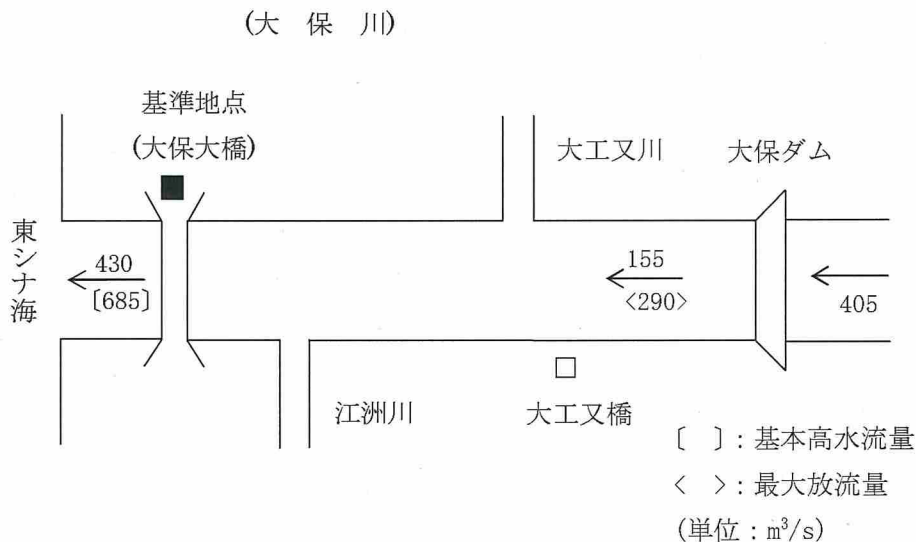 (大 保 川)
基準地点
(大保大橋)
大工又川
大保ダム
東シナ海
430
〔685〕
155
<290>
405
江洲川
大工又橋
〔　〕：基本高水流量
〈　〉：最大放流量
(単位：m³/s)